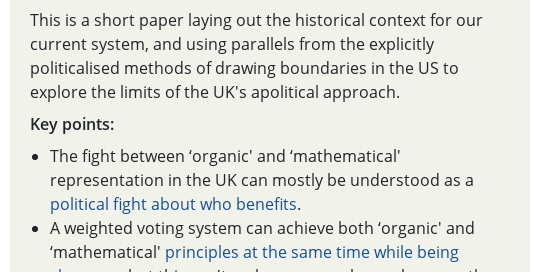 This is a short paper laying out the historical context for our
current system, and using parallels from the explicitly
politicalised methods of drawing boundaries in the US to
explore the limits of the UK's apolitical approach.
Key points:
• The fight between ‘organic' and ‘mathematical'
representation in the UK can mostly be understood as a
political fight about who benefits.
• A weighted voting system can achieve both ‘organic' and
‘mathematical' principles at the same time while being